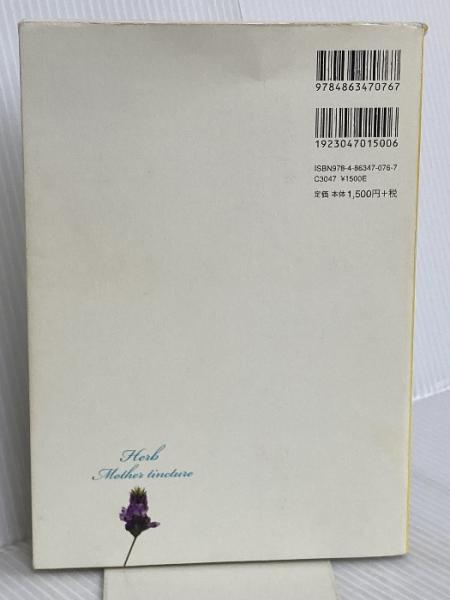 9784863470767
1923047015006
ISBN978-4-86347-076-7
C3047 ¥1500E
定価 本体1,500円+税
Herb
Mother tincture